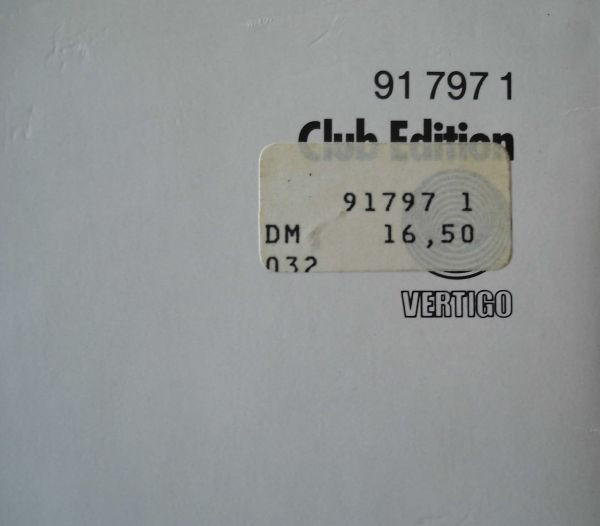 91 797 1
Club Edition
91797 1
DM 16,50
032
VERTIGO